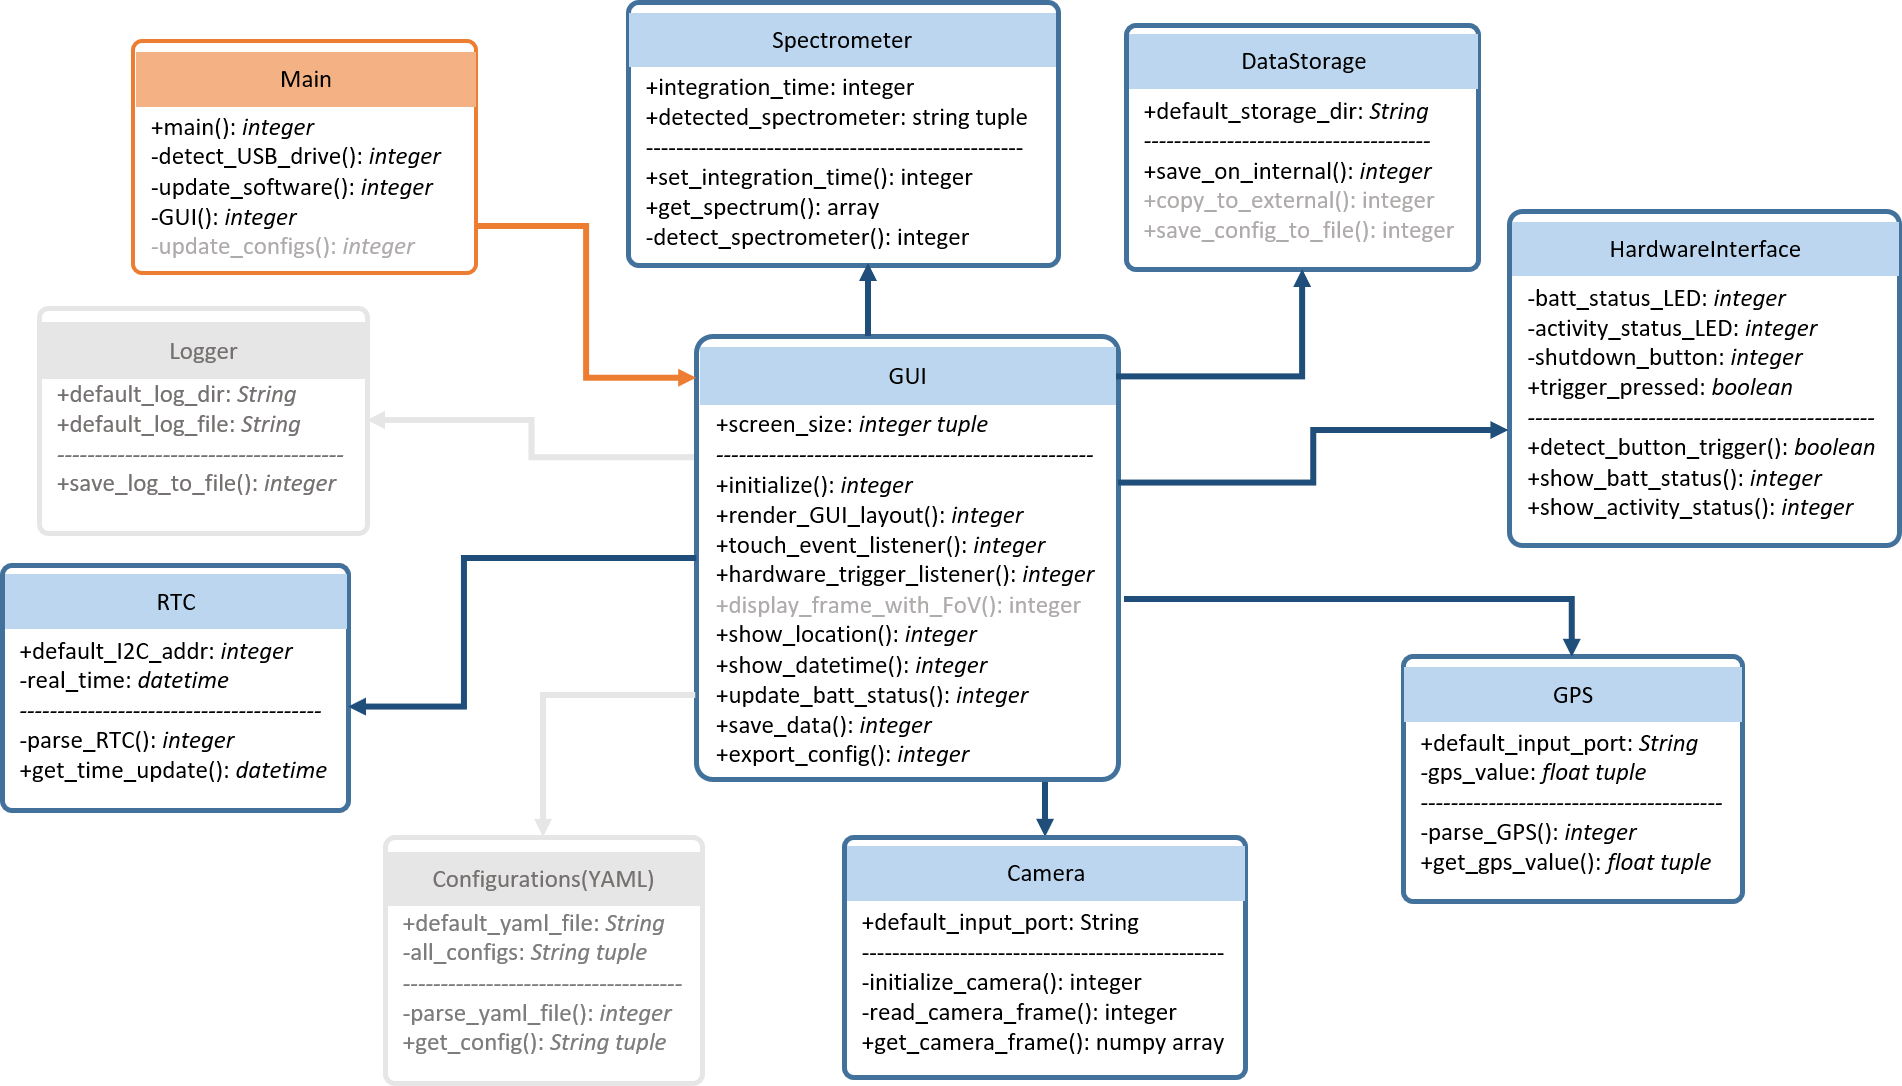 Main
+main(): integer
-detect_USB_drive(): integer
-update_software(): integer
-GUI(): integer
-update_configs(): integer
Spectrometer
+integration_time: integer
+detected_spectrometer: string tuple
--------------------------------------------------
+set_integration_time(): integer
+get_spectrum(): array
-detect_spectrometer(): integer
DataStorage
+default_storage_dir: String
--------------------------------------
+save_on_internal(): integer
+copy_to_external(): integer
+save_config_to_file(): integer
HardwareInterface
-batt_status_LED: integer
-activity_status_LED: integer
-shutdown_button: integer
+trigger_pressed: boolean
----------------------------------------------
+detect_button_trigger(): boolean
+show_batt_status(): integer
+show_activity_status(): integer
Logger
+default_log_dir: String
+default_log_file: String
--------------------------------------
+save_log_to_file(): integer
GUI
+screen_size: integer tuple
--------------------------------------------------
+initialize(): integer
+render_GUI_layout(): integer
+touch_event_listener(): integer
+hardware_trigger_listener(): integer
+display_frame_with_FoV(): integer
+show_location(): integer
+show_datetime(): integer
+update_batt_status(): integer
+save_data(): integer
+export_config(): integer
RTC
+default_I2C_addr: integer
-real_time: datetime
----------------------------------------
-parse_RTC(): integer
+get_time_update(): datetime
GPS
+default_input_port: String
-gps_value: float tuple
----------------------------------------
-parse_GPS(): integer
+get_gps_value(): float tuple
Configurations(YAML)
+default_yaml_file: String
-all_configs: String tuple
-------------------------------------
-parse_yaml_file(): integer
+get_config(): String tuple
Camera
+default_input_port: String
------------------------------------------------
-initialize_camera(): integer
-read_camera_frame(): integer
+get_camera_frame(): numpy array